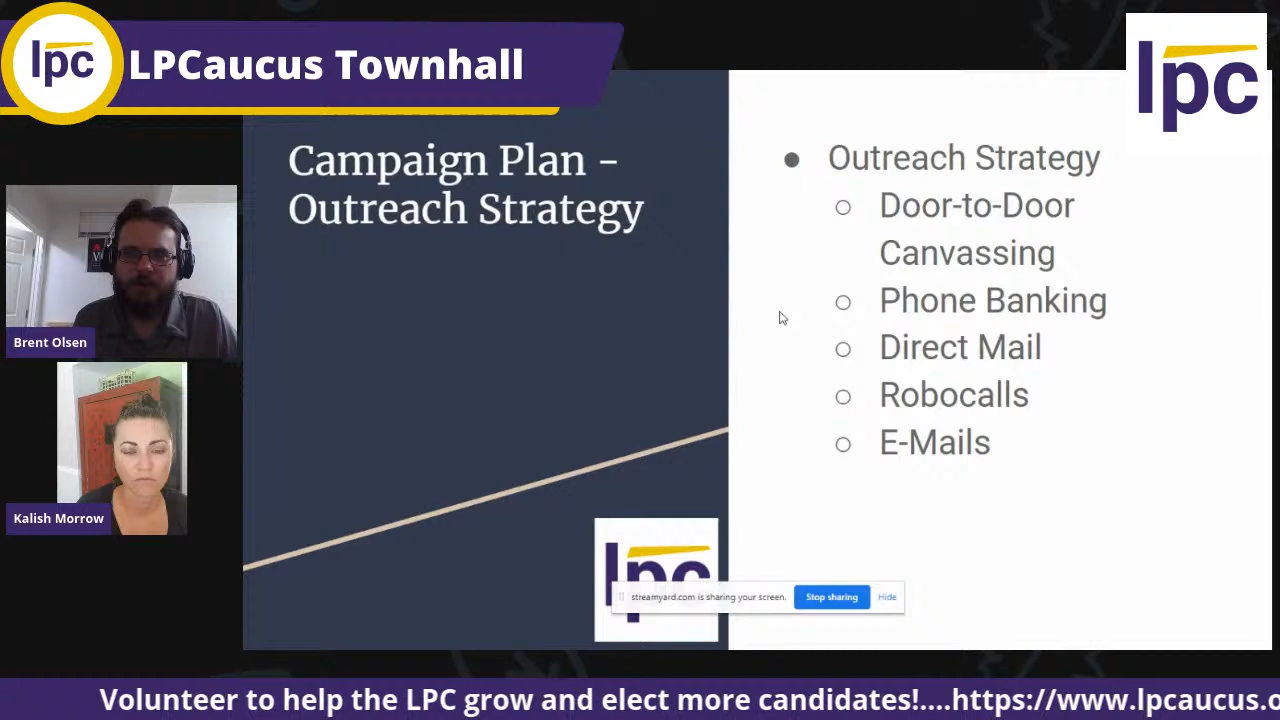 lpc
LPCaucus Townhall
lpc
Campaign Plan -
Outreach Strategy
● Outreach Strategy
○ Door-to-Door
Canvassing
○ Phone Banking
○ Direct Mail
○ Robocalls
○ E-Mails
Brent Olsen
Kalish Morrow
lpc
streamyard.com is sharing your screen.
Stop sharing
Hide
Volunteer to help the LPC grow and elect more candidates!....https://www.lpcaucus.